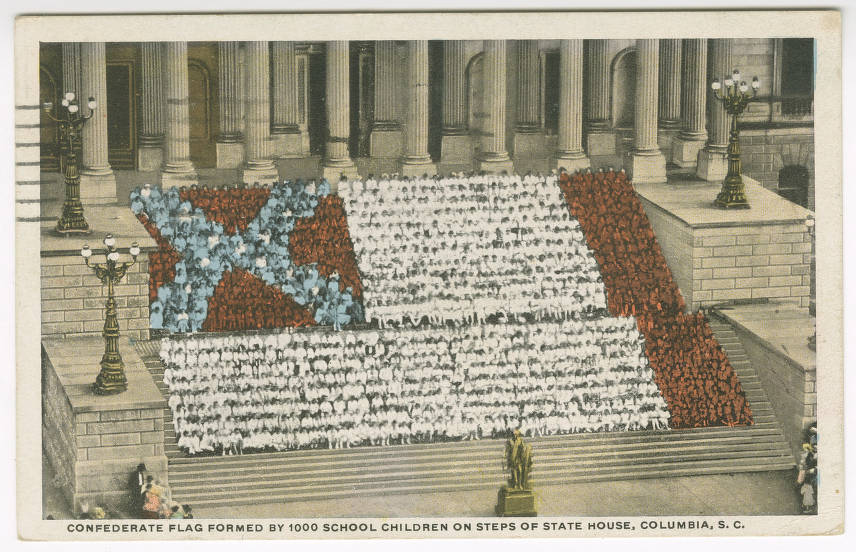 CONFEDERATE FLAG FORMED BY 1000 SCHOOL CHILDREN ON STEPS OF STATE HOUSE, COLUMBIA, S. C.